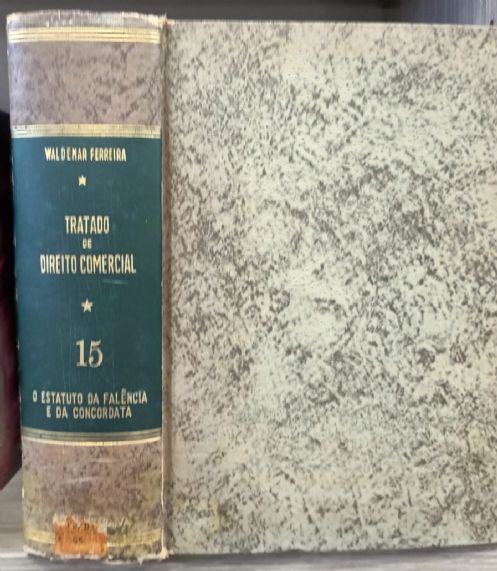 WALDEMAR FERREIRA
TRATADO
DE
DIREITO COMERCIAL
15
O ESTATUTO DA FALÊNCIA
E DA CONCORDATA